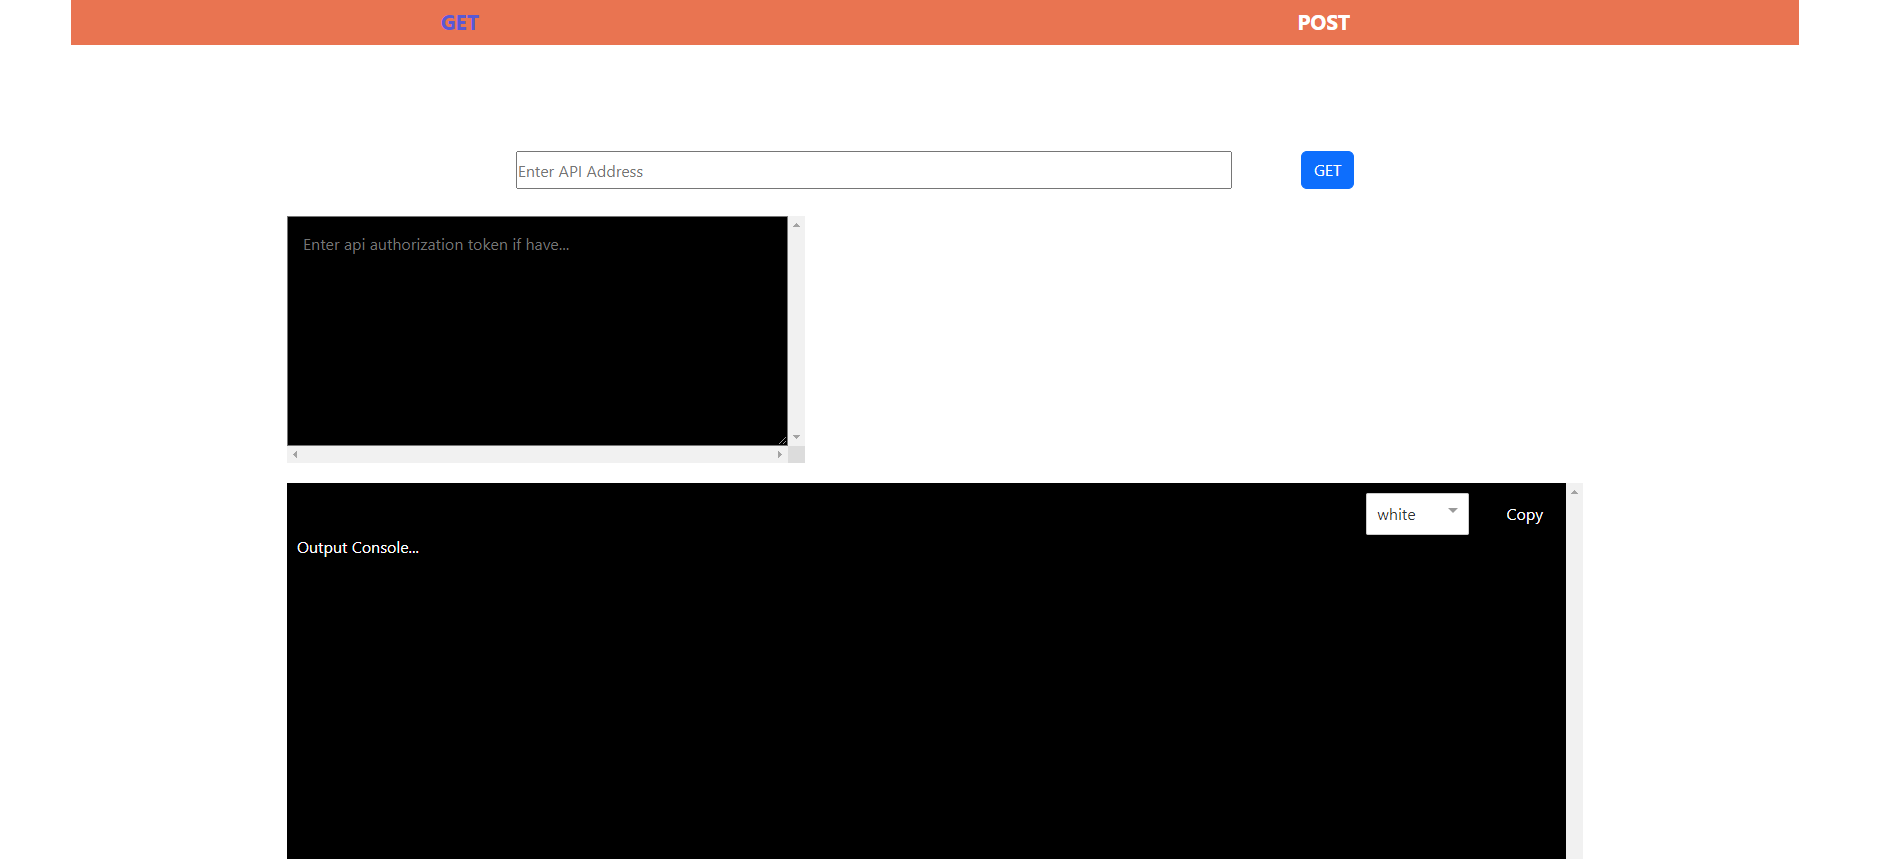 GET POST
Enter API Address GET
Enter api authorization token if have...
white Copy
Output Console...